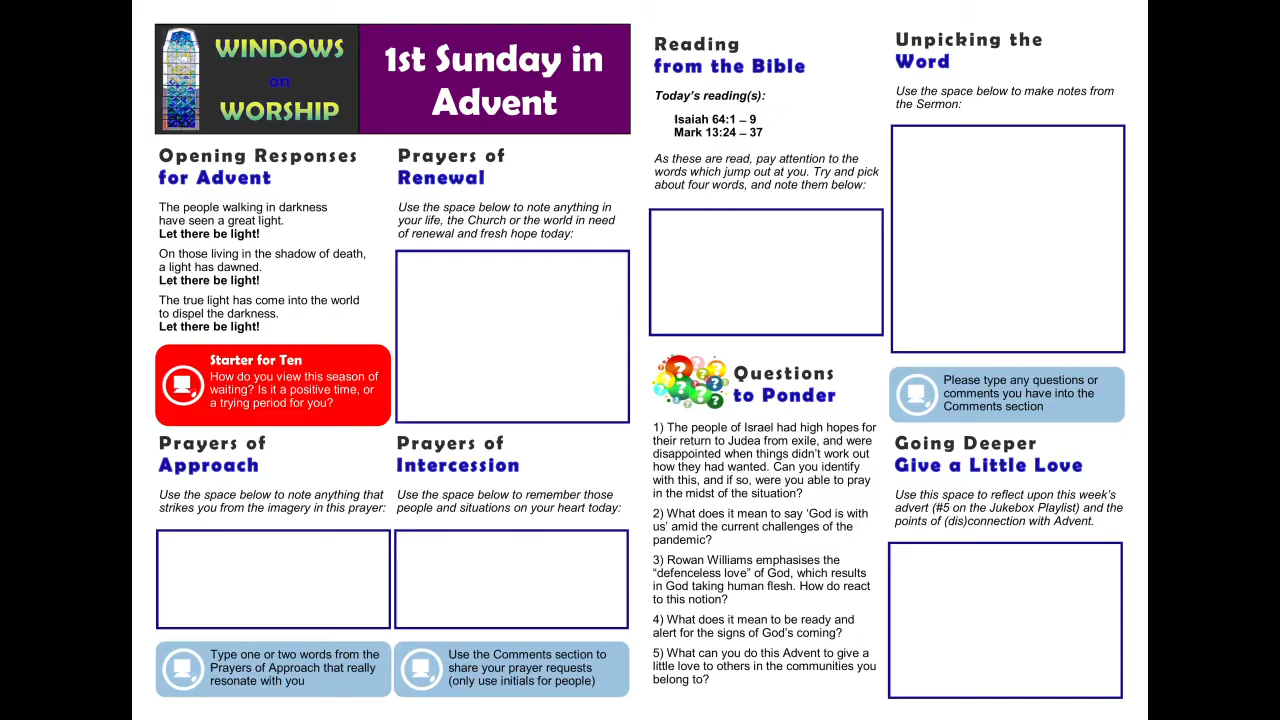 WINDOWS
on
WORSHIP
1st Sunday in
Advent
Opening Responses
for Advent
The people walking in darkness
have seen a great light.
Let there be light!
On those living in the shadow of death,
a light has dawned.
Let there be light!
The true light has come into the world
to dispel the darkness.
Let there be light!
Starter for Ten
How do you view this season of
waiting? Is it a positive time, or
a trying period for you?
Prayers of
Approach
Use the space below to note anything that
strikes you from the imagery in this prayer:
Type one or two words from the
Prayers of Approach that really
resonate with you
Prayers of
Renewal
Use the space below to note anything in
your life, the Church or the world in need
of renewal and fresh hope today:
Prayers of
Intercession
Use the space below to remember those
people and situations on your heart today:
Use the Comments section to
share your prayer requests
(only use initials for people)
Reading
from the Bible
Today's reading(s):
Isaiah 64:1 – 9
Mark 13:24 – 37
As these are read, pay attention to the
words which jump out at you. Try and pick
about four words, and note them below:
Questions
to Ponder
1) The people of Israel had high hopes for
their return to Judea from exile, and were
disappointed when things didn't work out
how they had wanted. Can you identify
with this, and if so, were you able to pray
in the midst of the situation?
2) What does it mean to say 'God is with
us' amid the current challenges of the
pandemic?
3) Rowan Williams emphasises the
“defenceless love” of God, which results
in God taking human flesh. How do react
to this notion?
4) What does it mean to be ready and
alert for the signs of God's coming?
5) What can you do this Advent to give a
little love to others in the communities you
belong to?
Unpicking the
Word
Use the space below to make notes from
the Sermon:
Please type any questions or
comments you have into the
Comments section
Going Deeper
Give a Little Love
Use this space to reflect upon this week's
advert (#5 on the Jukebox Playlist) and the
points of (dis)connection with Advent.